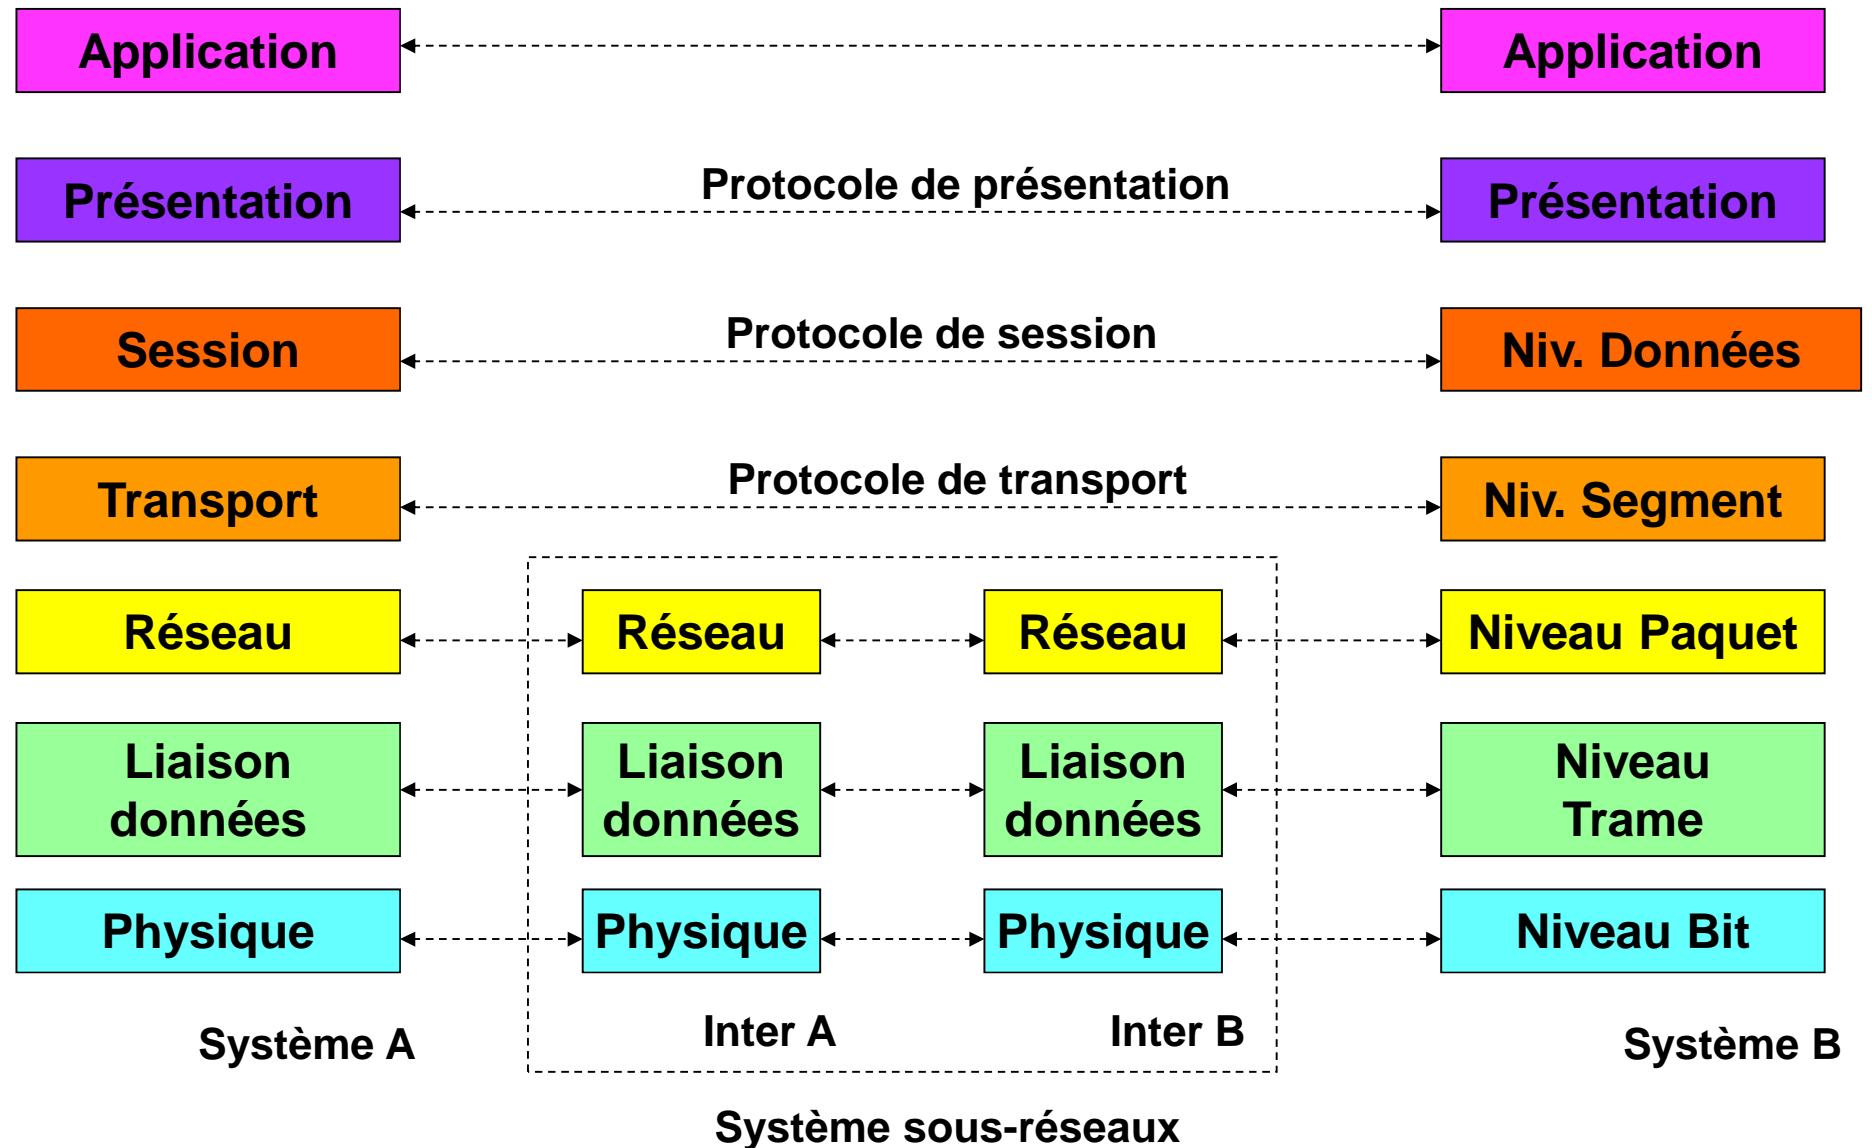 Application
Application
Présentation
Protocole de présentation
Présentation
Session
Protocole de session
Niv. Données
Transport
Protocole de transport
Niv. Segment
Réseau
Réseau
Réseau
Niveau Paquet
Liaison
données
Liaison
données
Liaison
données
Niveau
Trame
Physique
Physique
Physique
Niveau Bit
Système A
Inter A
Inter B
Système B
Système sous-réseaux